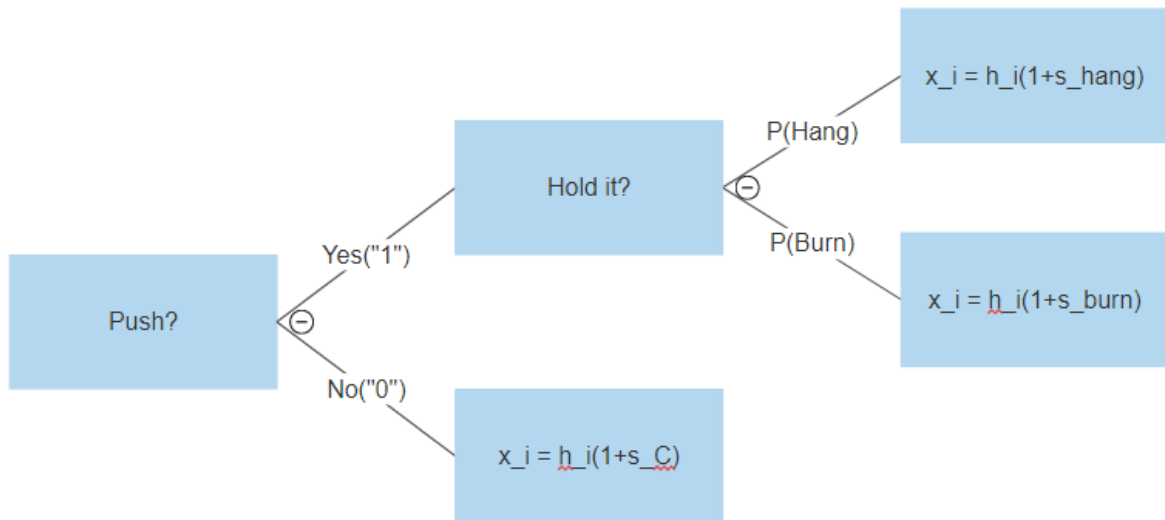 Push?
Yes("1")
No("0")
Hold it?
x_i = h_i(1+s_C)
P(Hang)
P(Burn)
x_i = h_i(1+s_hang)
x_i = h_i(1+s_burn)